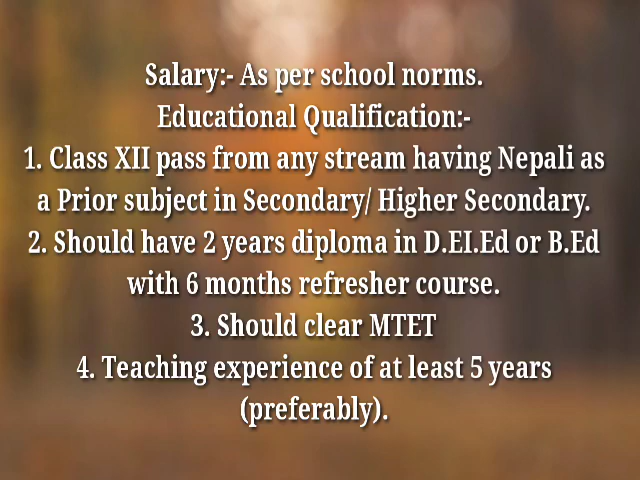 Salary:- As per school norms.
Educational Qualification:-
1. Class XII pass from any stream having Nepali as
a Prior subject in Secondary/ Higher Secondary.
2. Should have 2 years diploma in D.EI.Ed or B.Ed
with 6 months refresher course.
3. Should clear MTET
4. Teaching experience of at least 5 years
(preferably).